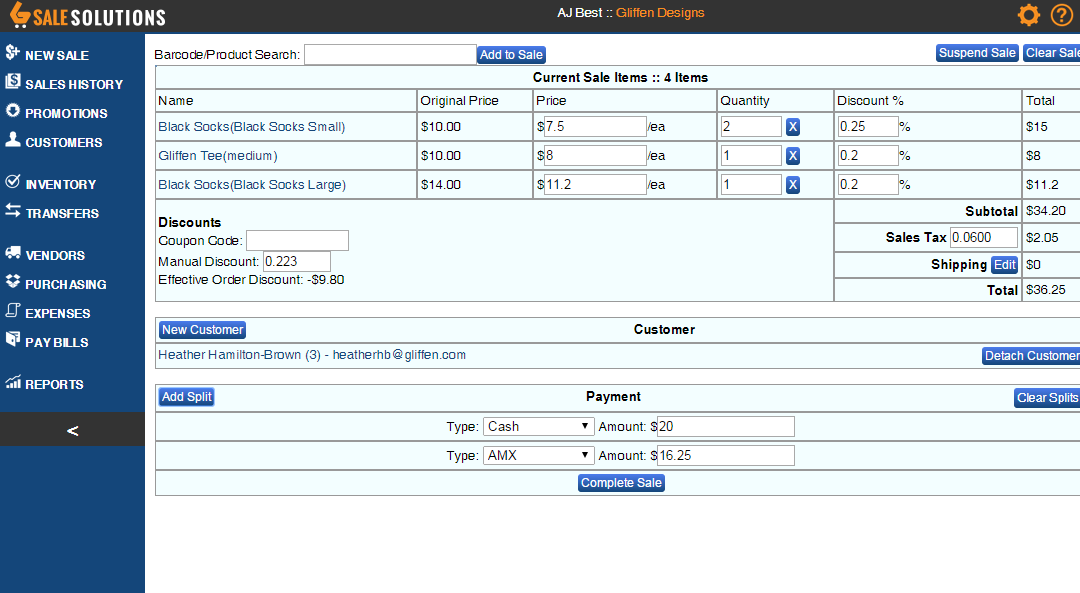 SALESOLUTIONS
AJ Best :: Gliffen Designs
?
NEW SALE
SALES HISTORY
PROMOTIONS
CUSTOMERS
INVENTORY
TRANSFERS
VENDORS
PURCHASING
EXPENSES
PAY BILLS
REPORTS
<
Barcode/Product Search: Add to Sale Suspend Sale Clear Sale
Current Sale Items :: 4 Items
Name Original Price Price Quantity Discount % Total
Black Socks(Black Socks Small) $10.00 $7.5 /ea 2 X 0.25 % $15
Gliffen Tee(medium) $10.00 $8 /ea 1 X 0.2 % $8
Black Socks(Black Socks Large) $14.00 $11.2 /ea 1 X 0.2 % $11.2
Discounts
Coupon Code:
Manual Discount: 0.223
Effective Order Discount: -$9.80
Subtotal $34.20
Sales Tax 0.0600 $2.05
Shipping Edit $0
Total $36.25
New Customer Customer
Heather Hamilton-Brown (3) - heatherhb@gliffen.com Detach Customer
Add Split Payment Clear Splits
Type: Cash Amount: $20
Type: AMX Amount: $16.25
Complete Sale